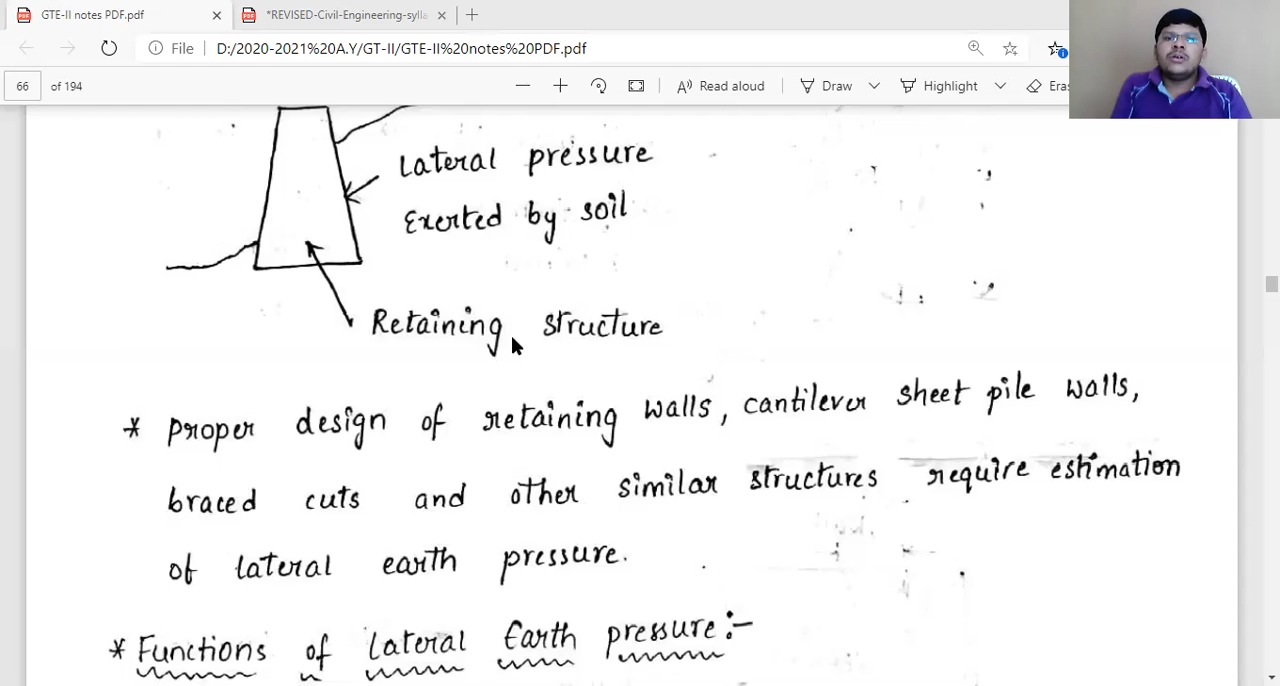 GTE-II notes PDF.pdf
*REVISED-Civil-Engineering-sylla
File
D:/2020-2021%20A.Y/GT-II/GTE-II%20notes%20PDF.pdf
66 of 194
Read aloud
Draw
Highlight
Eras
Lateral pressure
Exerted by soil
Retaining structure
* Proper design of retaining walls, cantilever sheet pile walls,
braced cuts and other similar structures require estimation
of lateral earth pressure.
* Functions of Lateral Earth pressure:-